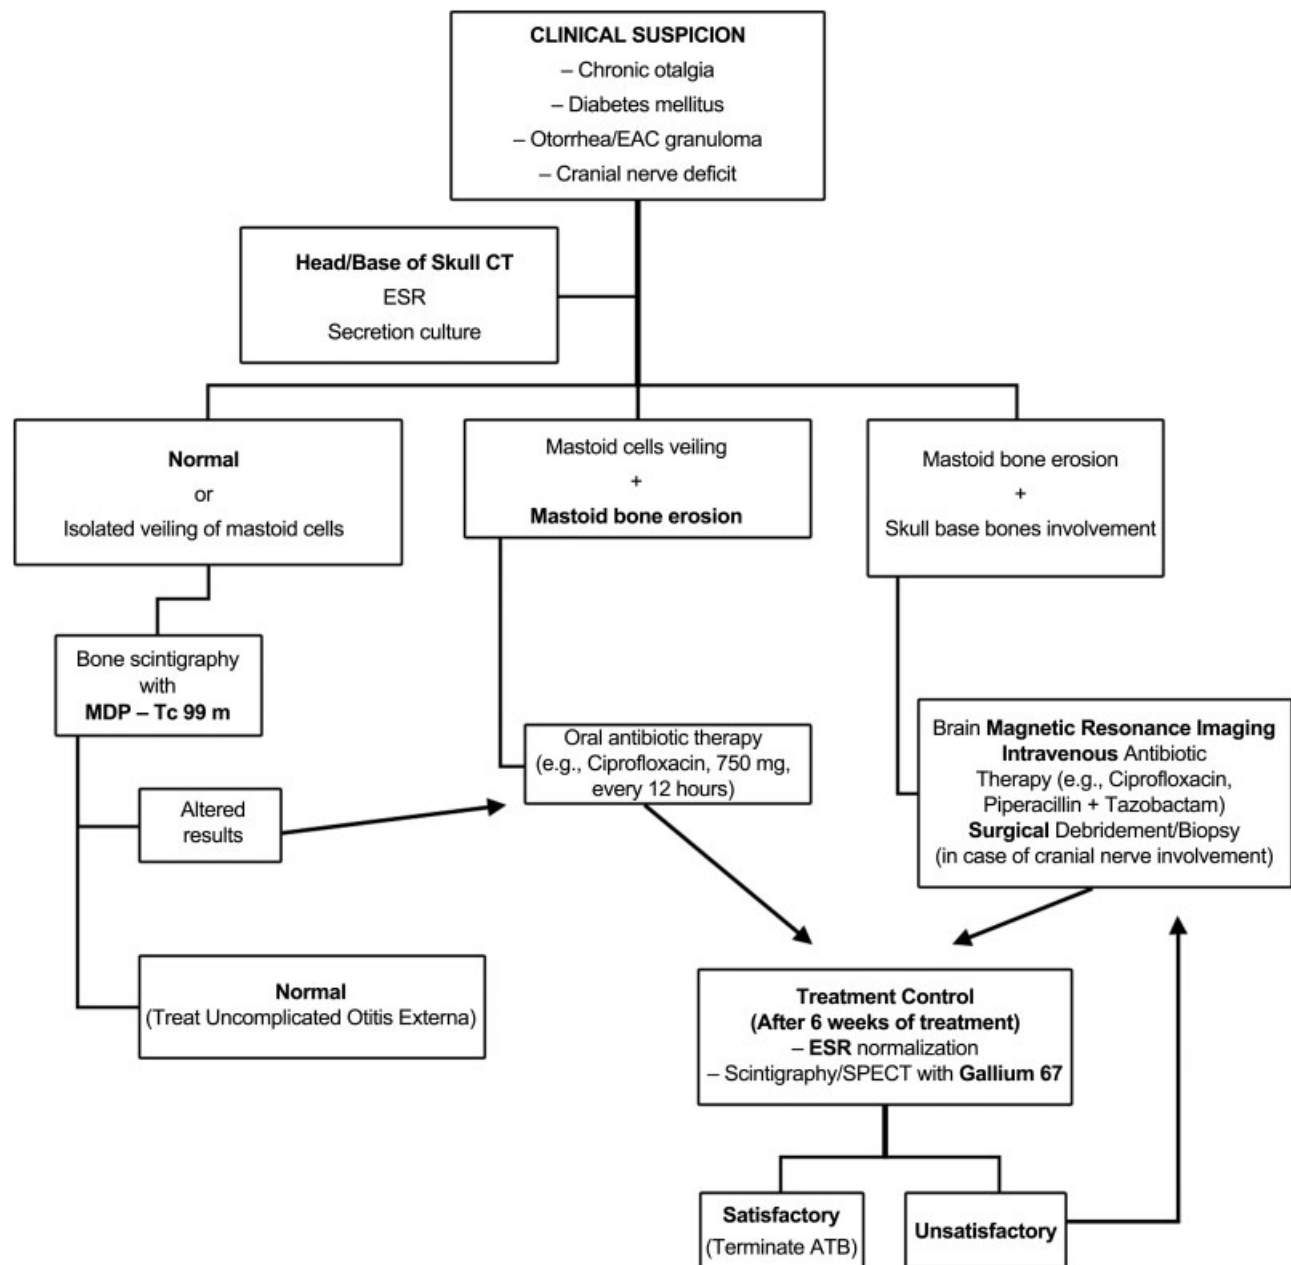 CLINICAL SUSPICION
– Chronic otalgia
– Diabetes mellitus
– Otorrhea/EAC granuloma
– Cranial nerve deficit
Head/Base of Skull CT
ESR
Secretion culture
Normal
or
Isolated veiling of mastoid cells
Mastoid cells veiling
+
Mastoid bone erosion
Mastoid bone erosion
+
Skull base bones involvement
Bone scintigraphy
with
MDP – Tc 99 m
Oral antibiotic therapy
(e.g., Ciprofloxacin, 750 mg,
every 12 hours)
Brain Magnetic Resonance Imaging
Intravenous Antibiotic
Therapy (e.g., Ciprofloxacin,
Piperacillin + Tazobactam)
Surgical Debridement/Biopsy
(in case of cranial nerve involvement)
Altered
results
Normal
(Treat Uncomplicated Otitis Externa)
Treatment Control
(After 6 weeks of treatment)
– ESR normalization
– Scintigraphy/SPECT with Gallium 67
Satisfactory
(Terminate ATB)
Unsatisfactory